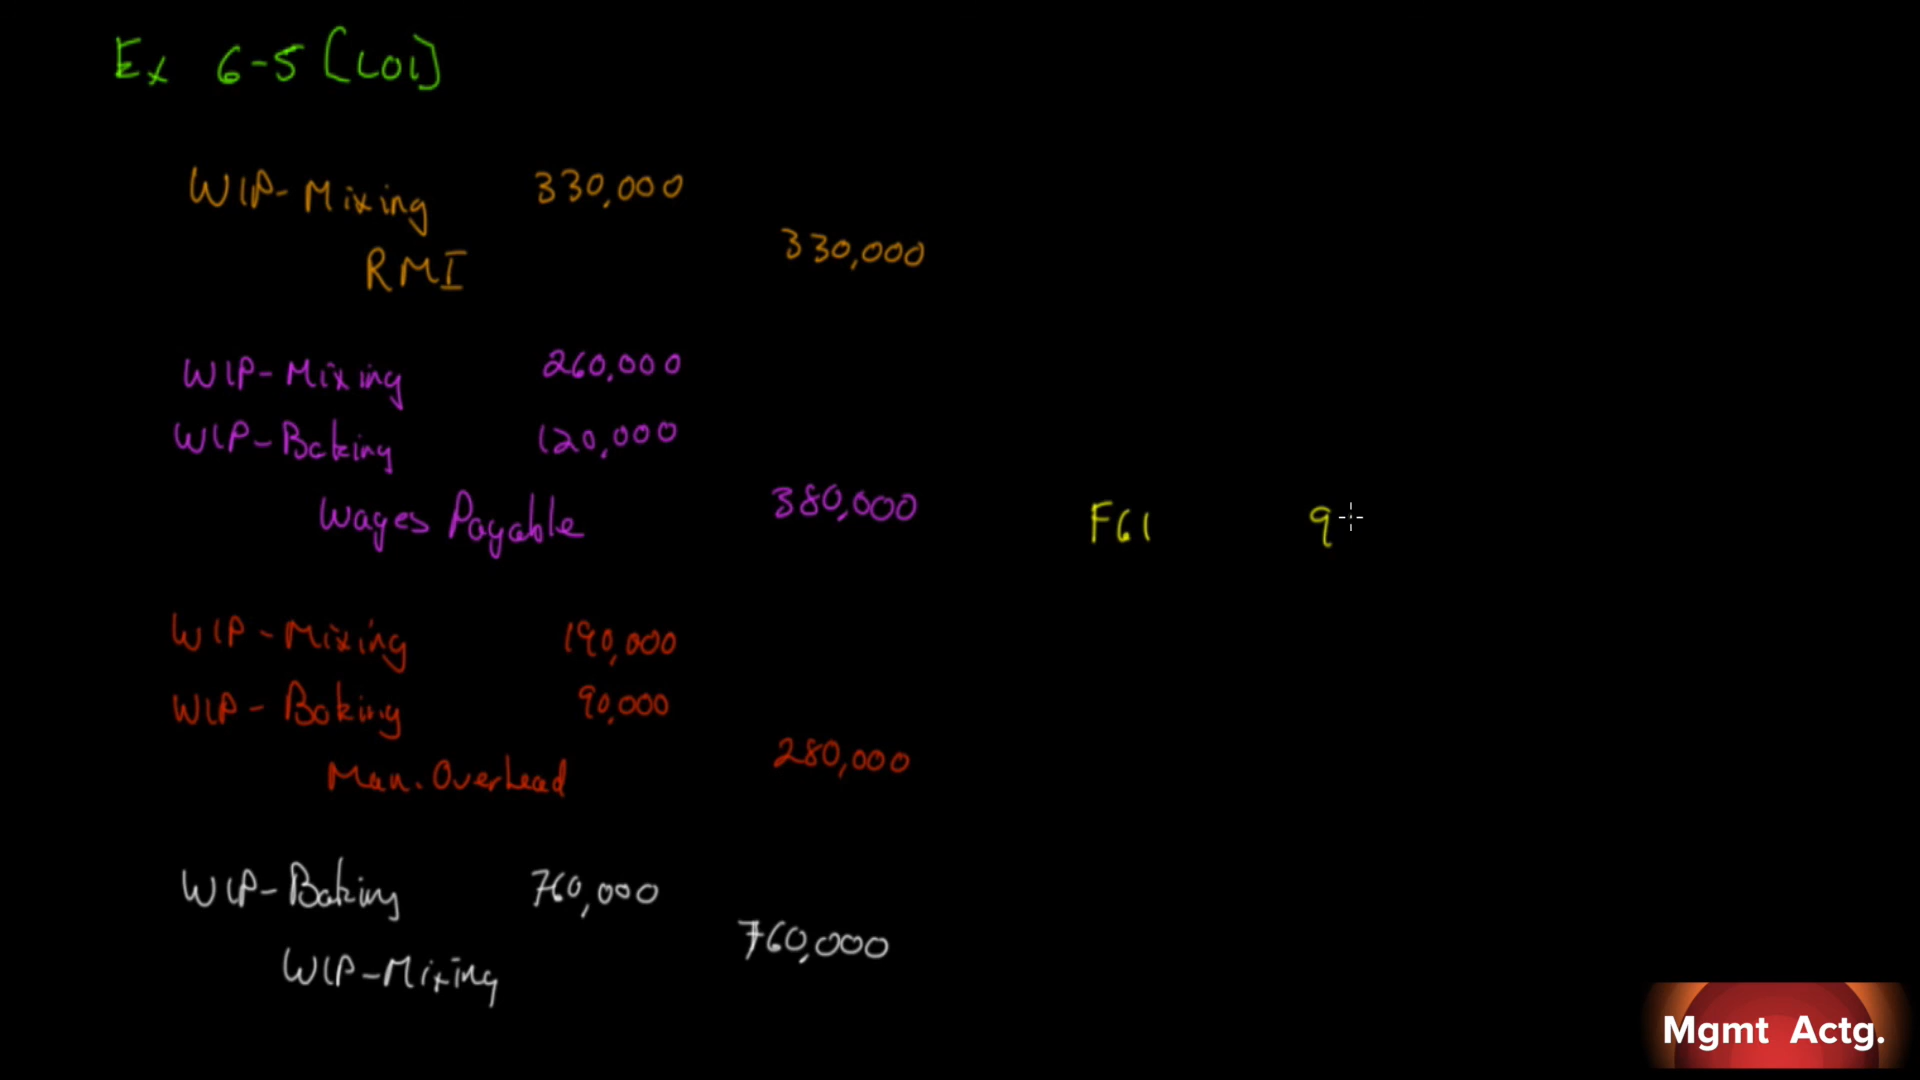 Ex 6-5 (LO1)
WIP-Mixing 330,000
RMI 330,000
WIP-Mixing 260,000
WIP-Baking 120,000
Wages Payable 380,000
FGI 9
WIP-Mixing 190,000
WIP-Baking 90,000
Man. Overhead 280,000
WIP-Baking 760,000
WIP-Mixing 760,000
Mgmt Actg.